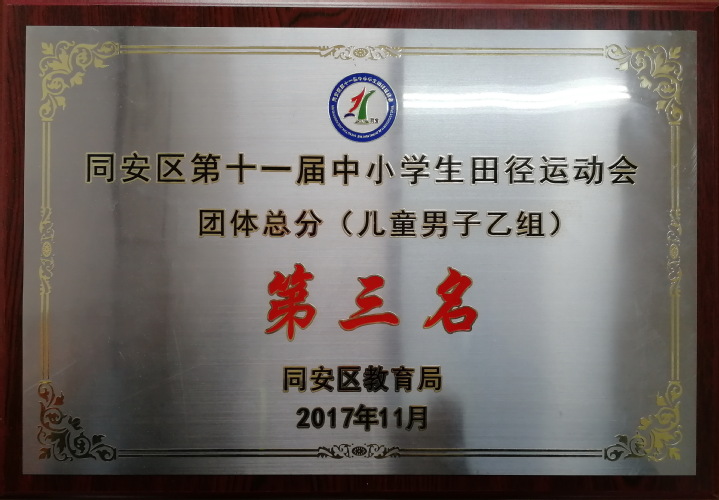 同安区第十一届中小学生田径运动会
团体总分（儿童男子乙组）
第三名
同安区教育局
2017年11月